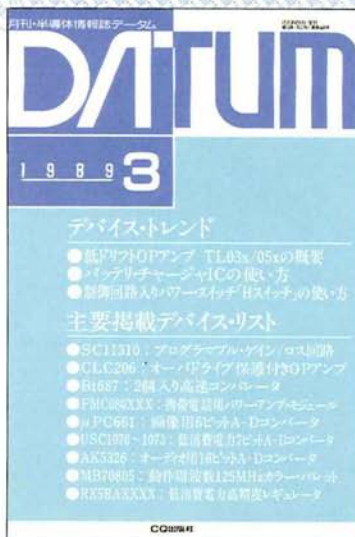 月刊・半導体情報誌データム
DATUM
1989 3
デバイス・トレンド
●低ドリフトOPアンプ TL03x/05xの概要
●バッテリ・チャージャICの使い方
●制御回路入りパワー・スイッチ「Hスイッチ」の使い方
主要掲載デバイス・リスト
●SC11310：プログラマブル・ゲイン/ロス回路
●CLC206：オーバドライブ保護付きOPアンプ
●Bt687：2個入り高速コンパレータ
●FMC08XXXX：携帯電話用パワー・アンプ・モジュール
●μPC661：画像用8ビットA-Dコンバータ
●USC1070～1073：低消費電力7ビットA-Dコンバータ
●AK5326：オーディオ用16ビットA-Dコンバータ
●MB70805：動作周波数125MHzカラー・パレット
●RX5BAXXXX：低消費電力高精度レギュレータ
CQ出版社